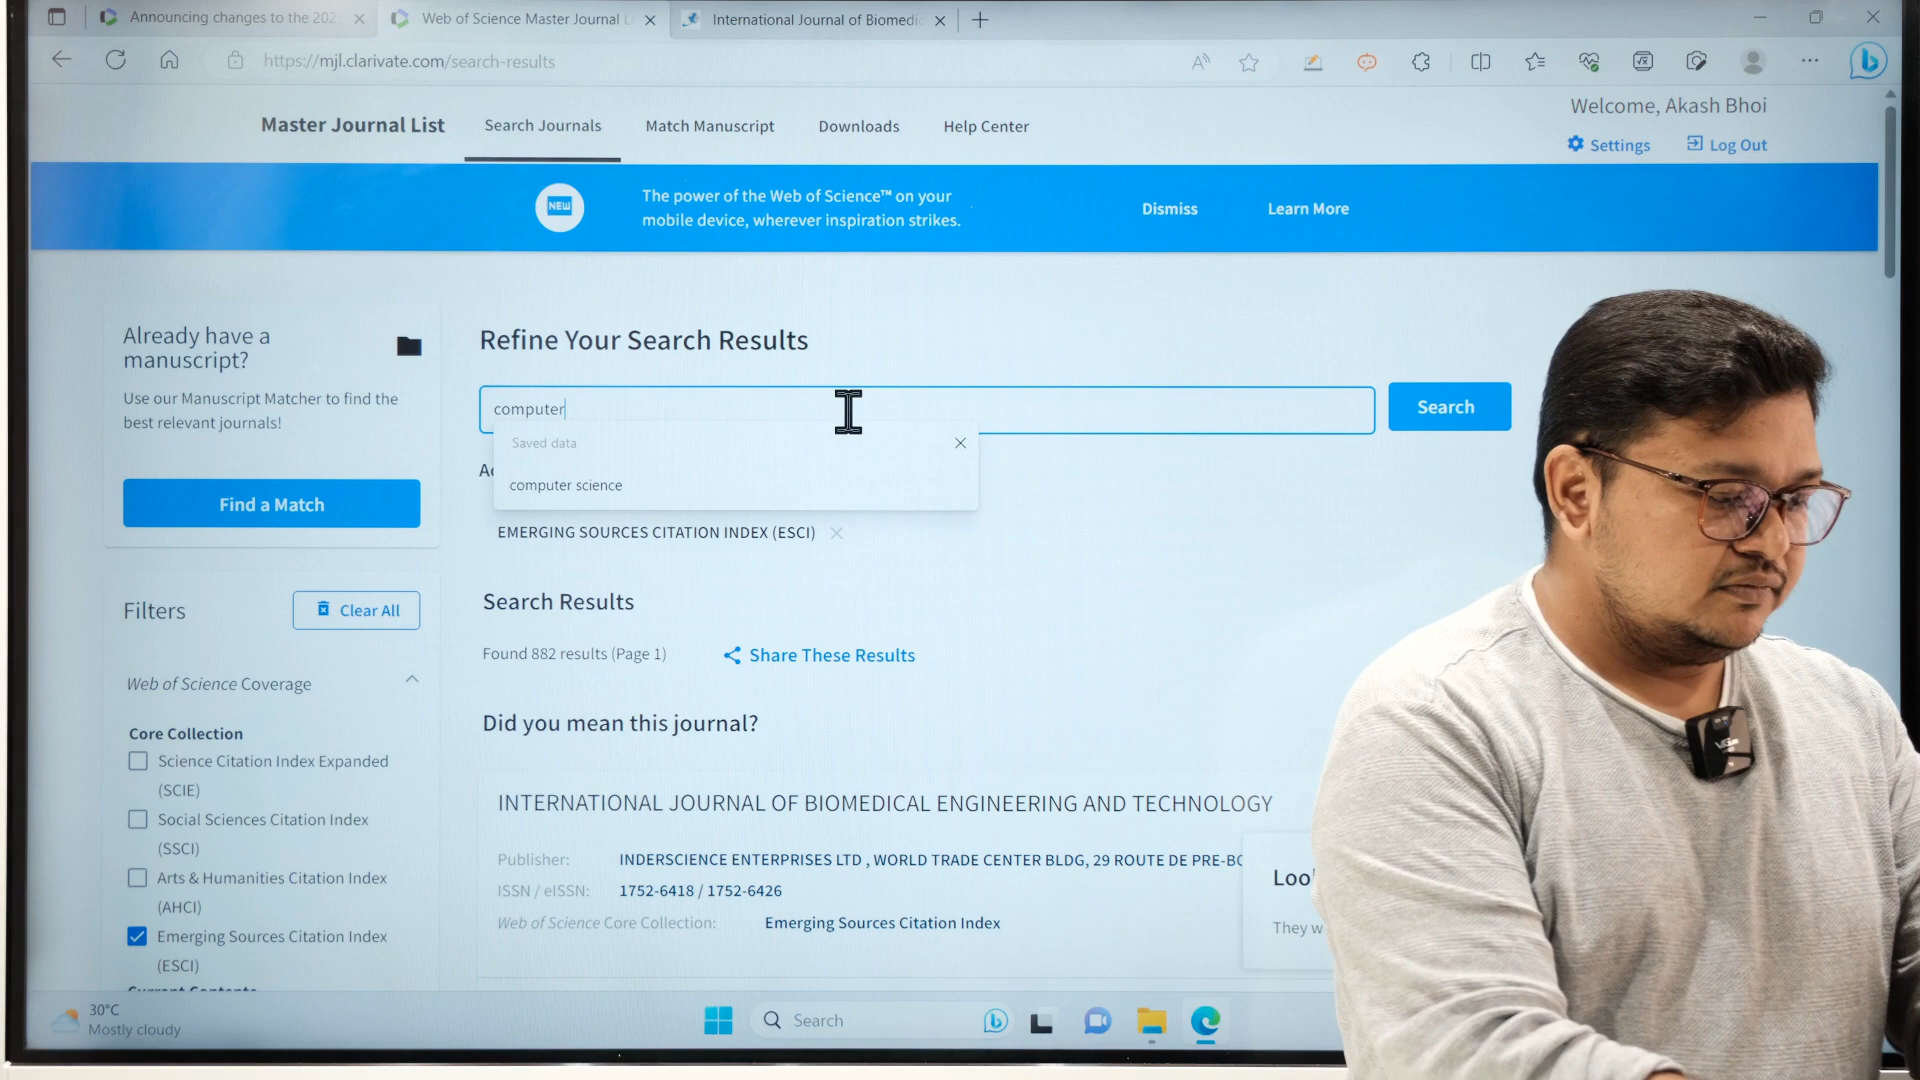 Announcing changes to the 202
Web of Science Master Journal L
International Journal of Biomedic
https://mjl.clarivate.com/search-results
Welcome, Akash Bhoi
Master Journal List
Search Journals
Match Manuscript
Downloads
Help Center
Settings
Log Out
NEW
The power of the Web of Science™ on your
mobile device, wherever inspiration strikes.
Dismiss
Learn More
Already have a
manuscript?
Use our Manuscript Matcher to find the
best relevant journals!
Find a Match
Refine Your Search Results
computer
Search
Saved data
Ac
computer science
EMERGING SOURCES CITATION INDEX (ESCI)
Filters
Clear All
Search Results
Found 882 results (Page 1)
Share These Results
Web of Science Coverage
Did you mean this journal?
Core Collection
Science Citation Index Expanded
(SCIE)
Social Sciences Citation Index
(SSCI)
Arts & Humanities Citation Index
(AHCI)
Emerging Sources Citation Index
(ESCI)
Current Contents
INTERNATIONAL JOURNAL OF BIOMEDICAL ENGINEERING AND TECHNOLOGY
Publisher: INDERSCIENCE ENTERPRISES LTD , WORLD TRADE CENTER BLDG, 29 ROUTE DE PRE-BO
ISSN / eISSN: 1752-6418 / 1752-6426
Web of Science Core Collection: Emerging Sources Citation Index
Loo
They w
30°C
Mostly cloudy
Search